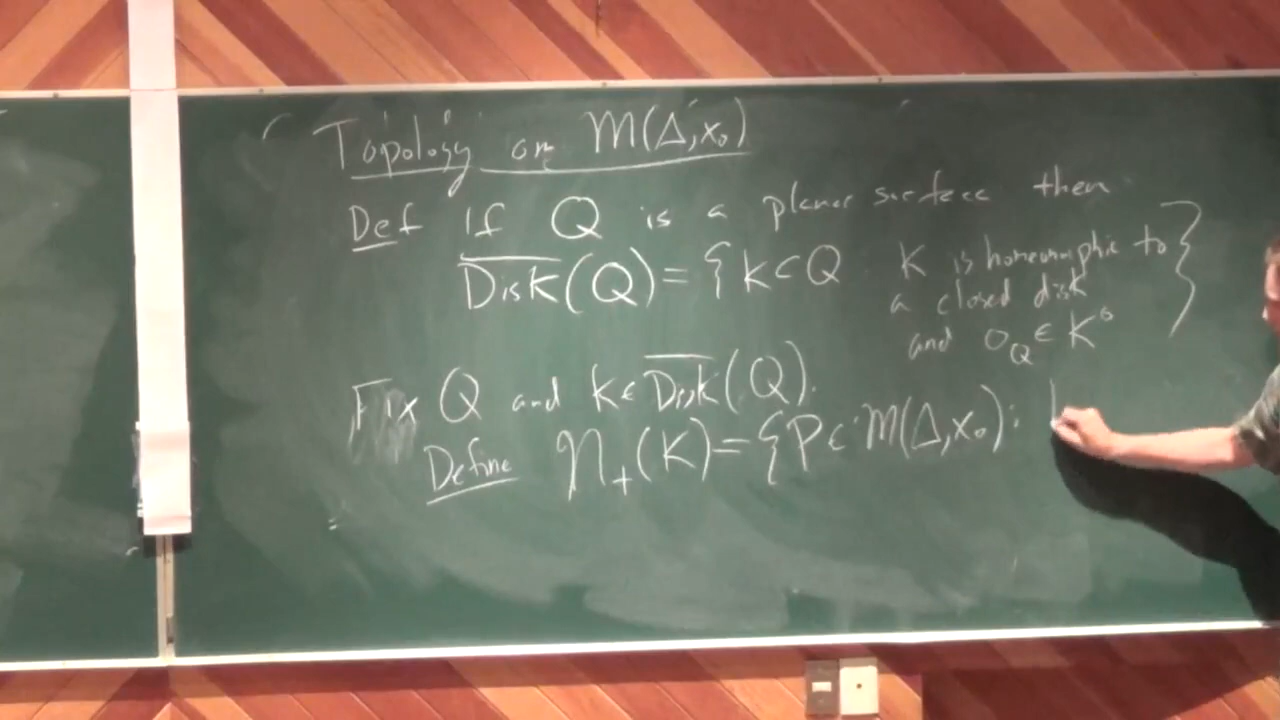 Topology on M(Δ, x₀)
Def If Q is a planar surface then
Disk̅(Q) = { K ⊂ Q K is homeomorphic to
a closed disk
and 0_Q ∈ K° }
Fix Q and K ∈ Disk̅(Q).
Define 𝒩₊(K) = { P ∈ M(Δ, x₀):